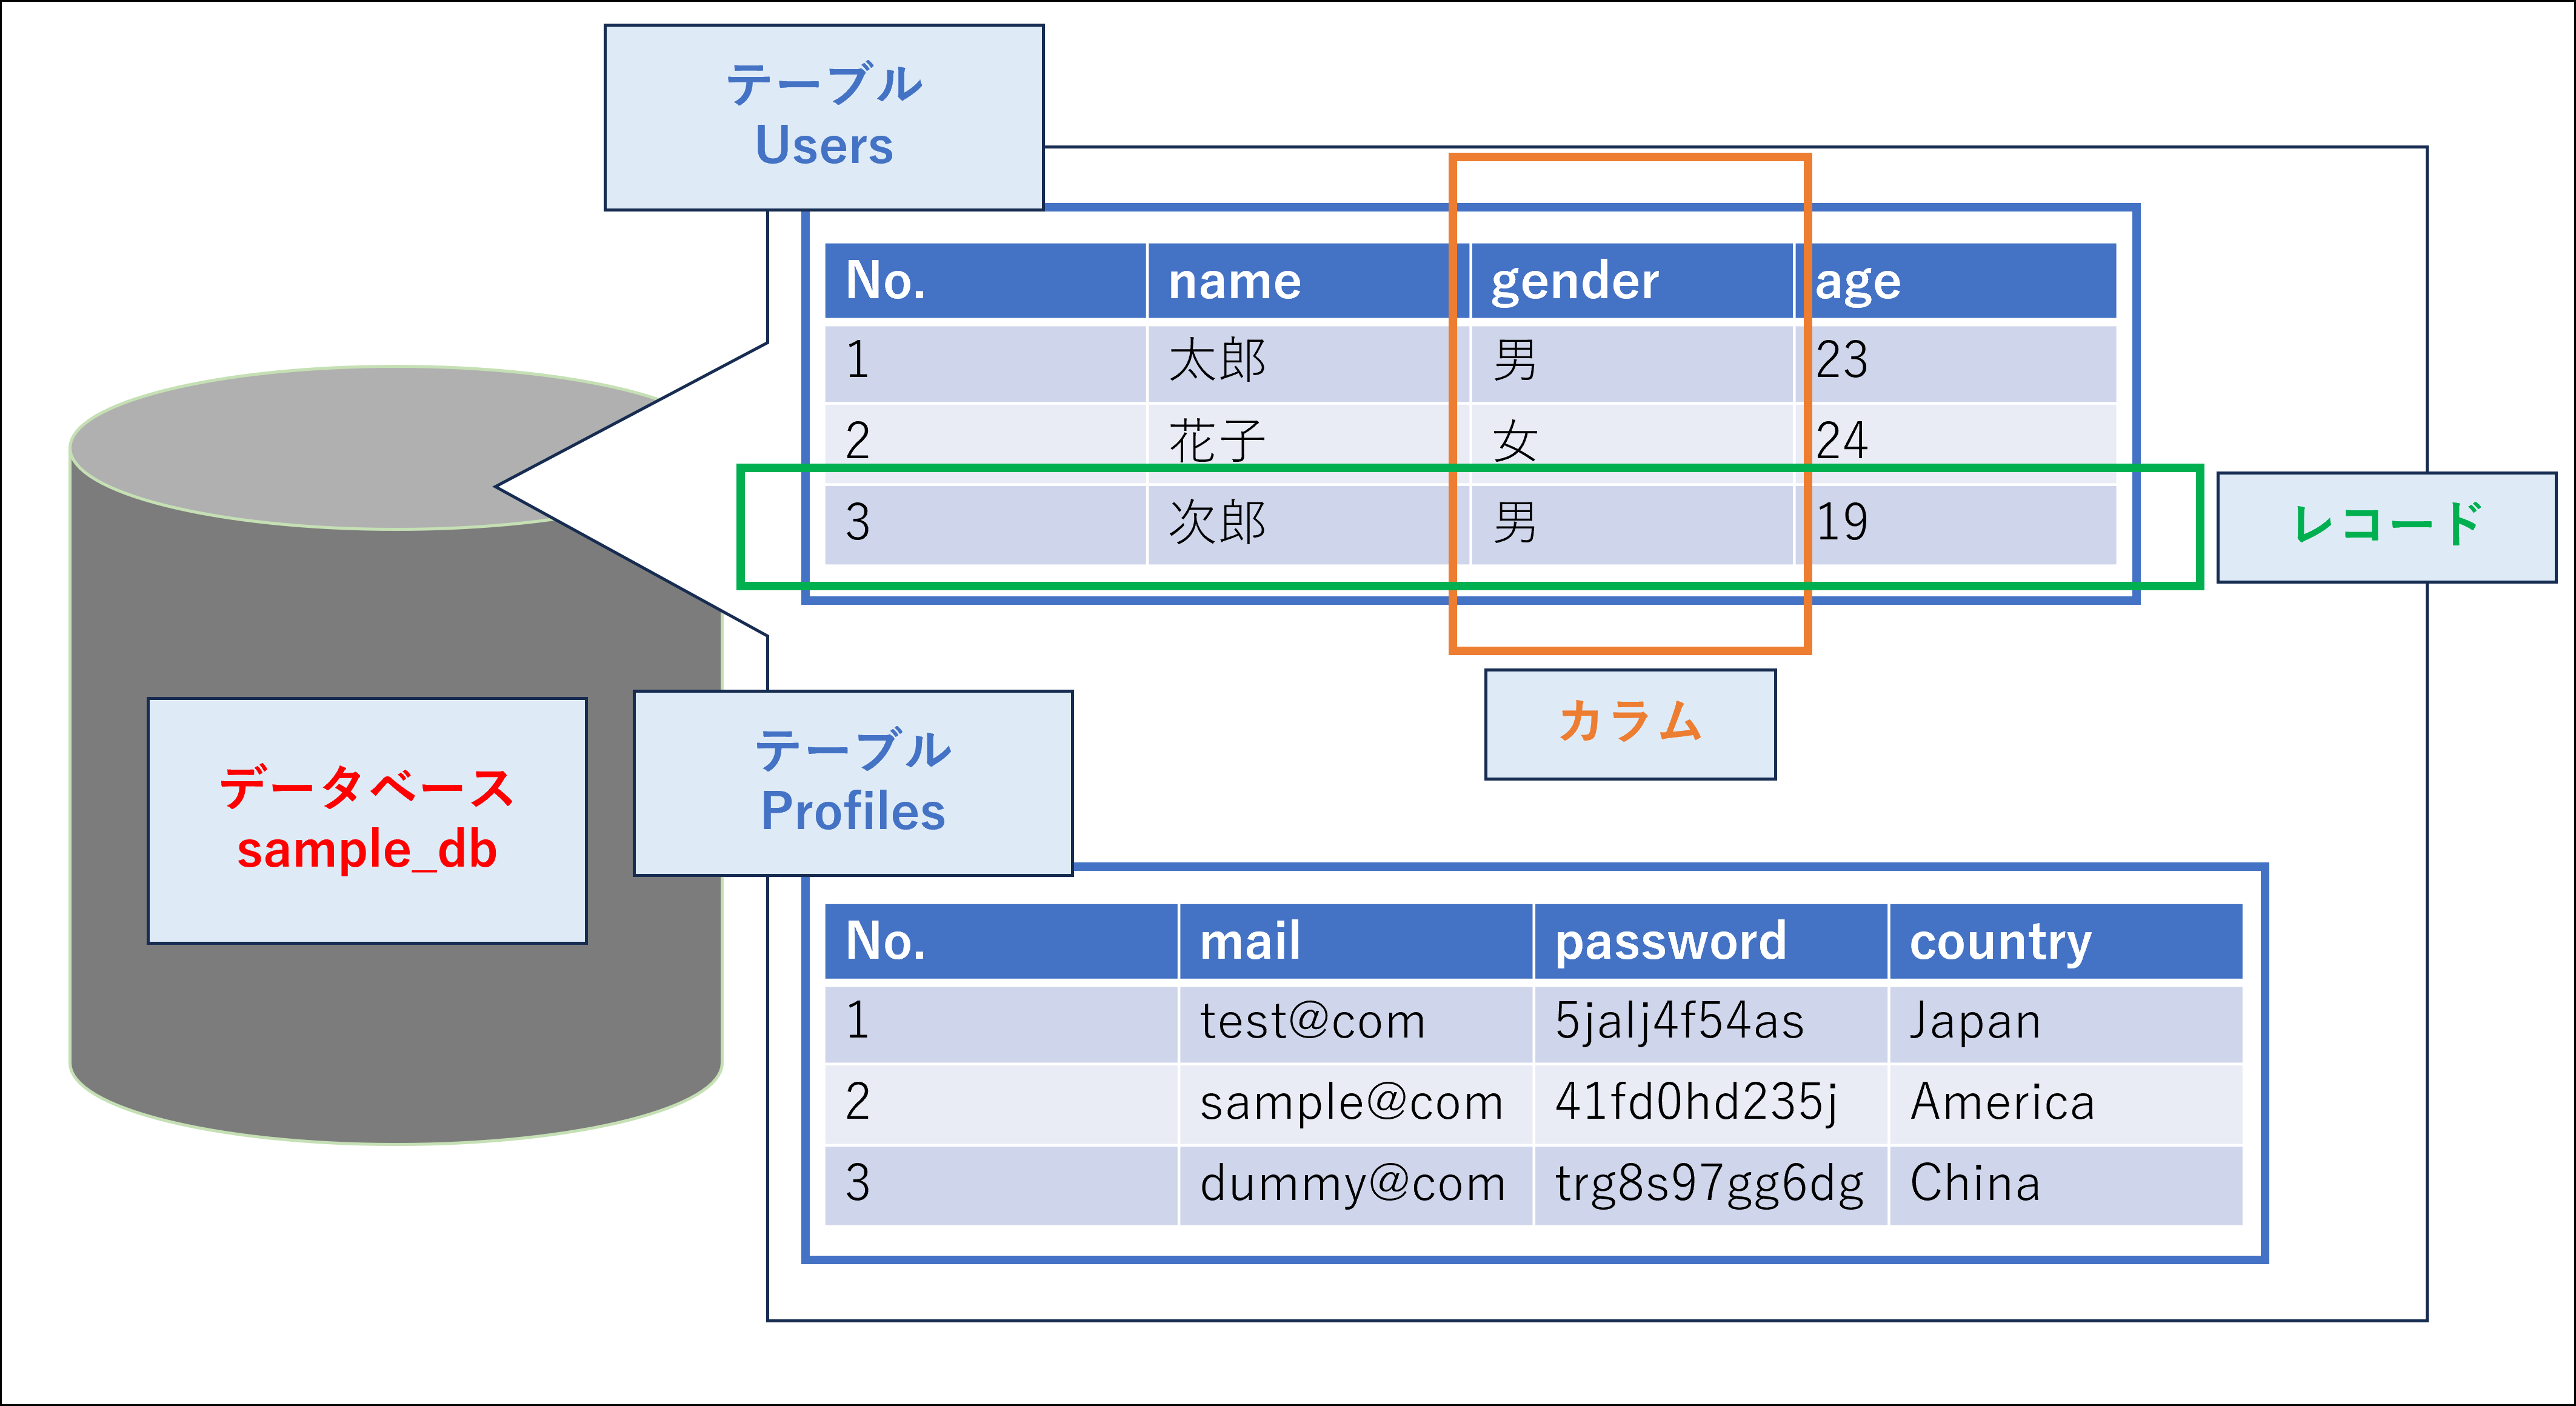 テーブル
Users
No. name gender age
1 太郎 男 23
2 花子 女 24
3 次郎 男 19
レコード
カラム
データベース
sample_db
テーブル
Profiles
No. mail password country
1 test@com 5jalj4f54as Japan
2 sample@com 41fd0hd235j America
3 dummy@com trg8s97gg6dg China